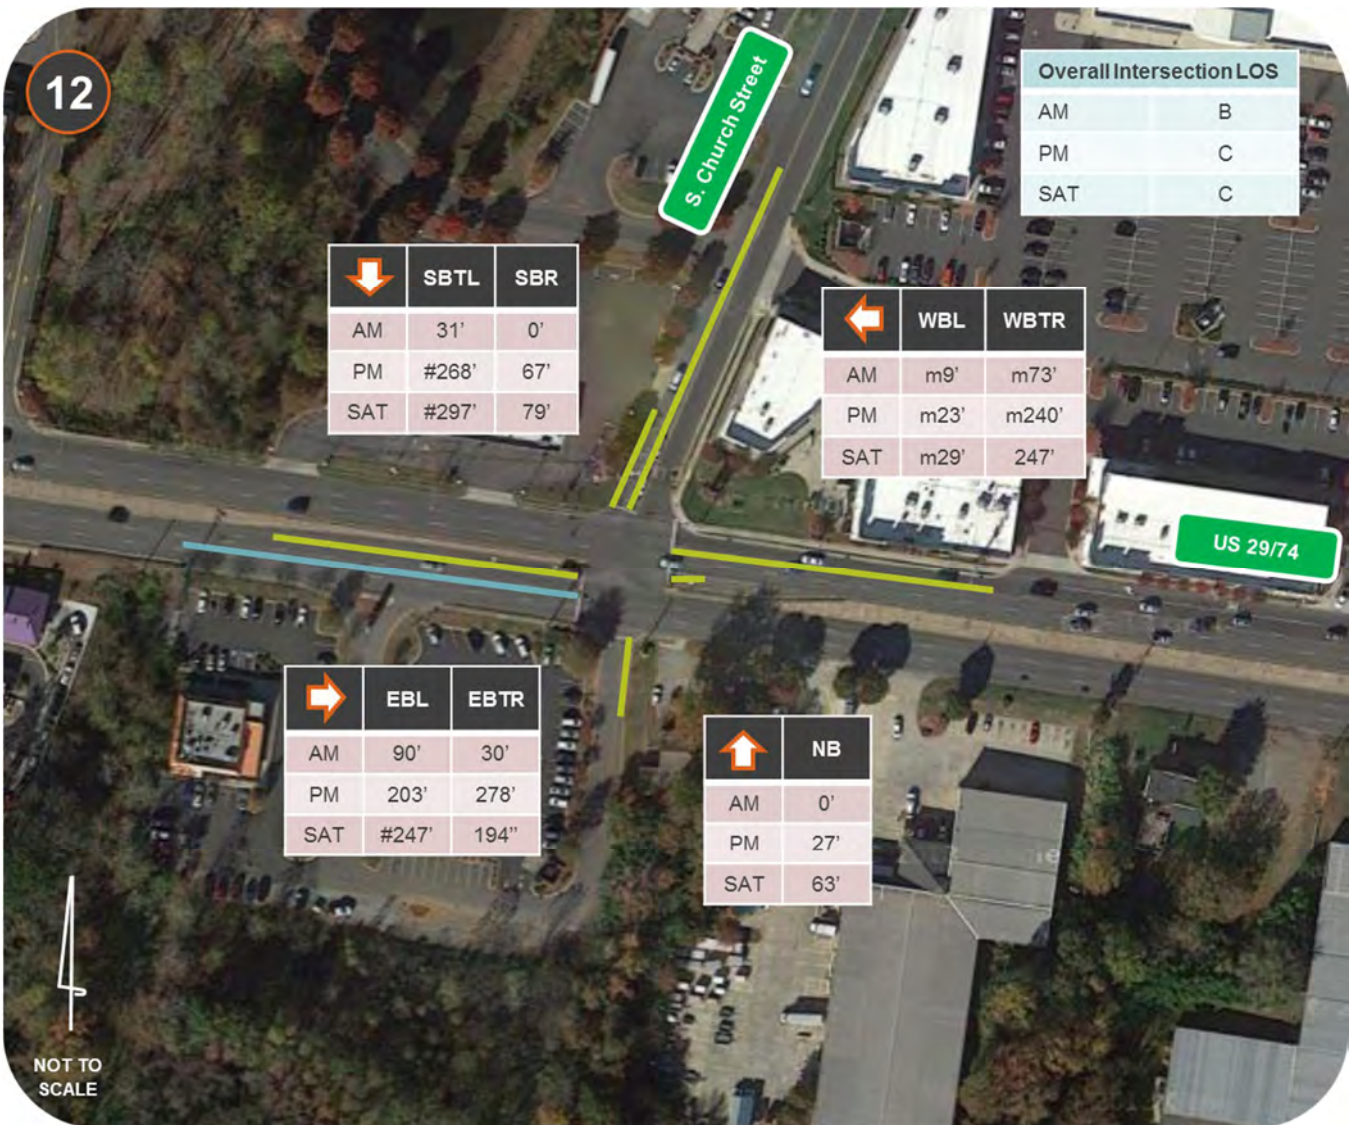 12
S. Church Street
Overall Intersection LOS
AM B
PM C
SAT C
SBTL SBR
AM 31’ 0’
PM #268’ 67’
SAT #297’ 79’
WBL WBTR
AM m9’ m73’
PM m23’ m240’
SAT m29’ 247’
US 29/74
EBL EBTR
AM 90’ 30’
PM 203’ 278’
SAT #247’ 194”
NB
AM 0’
PM 27’
SAT 63’
NOT TO
SCALE